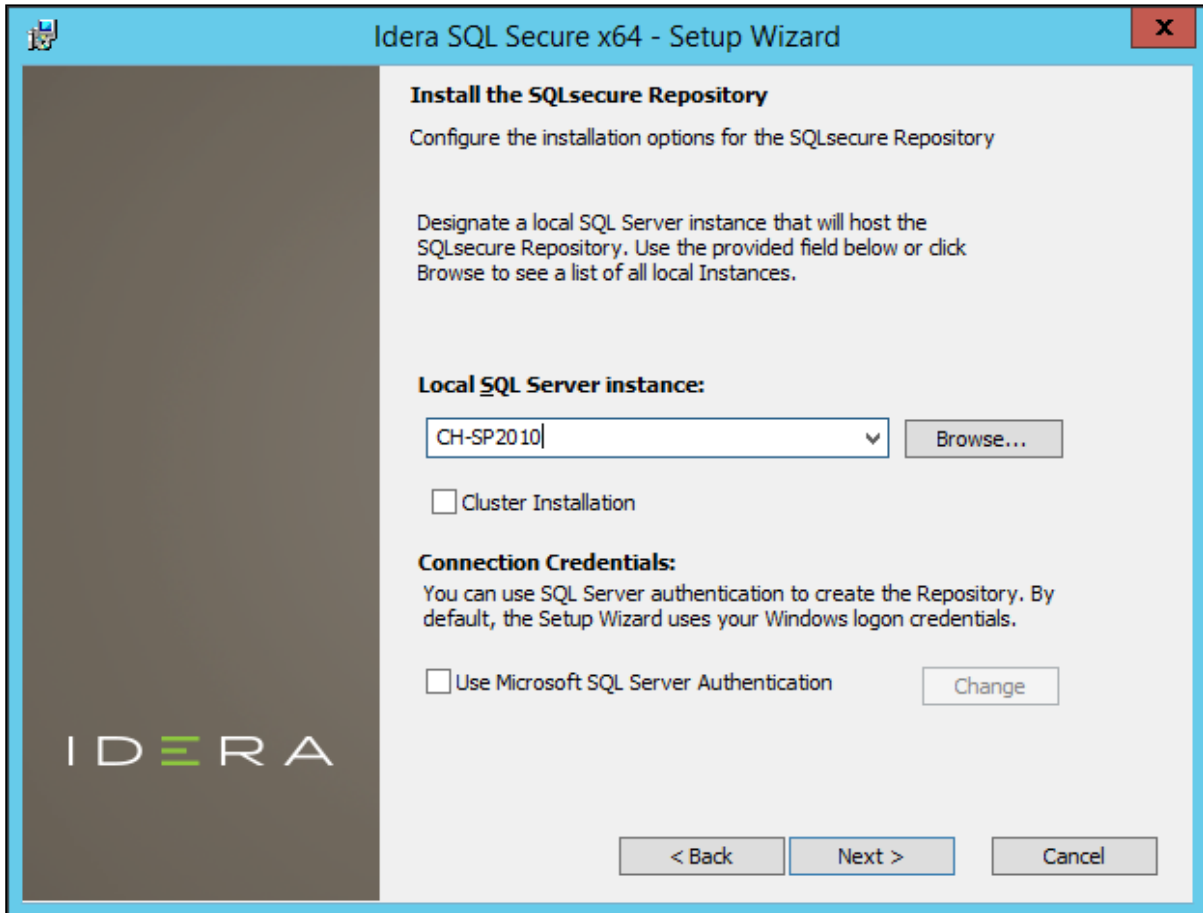 Idera SQL Secure x64 - Setup Wizard
x
Install the SQLsecure Repository
Configure the installation options for the SQLsecure Repository
Designate a local SQL Server instance that will host the
SQLsecure Repository. Use the provided field below or click
Browse to see a list of all local Instances.
Local SQL Server instance:
CH-SP2010
Browse...
Cluster Installation
Connection Credentials:
You can use SQL Server authentication to create the Repository. By
default, the Setup Wizard uses your Windows logon credentials.
Use Microsoft SQL Server Authentication
Change
IDERA
< Back
Next >
Cancel